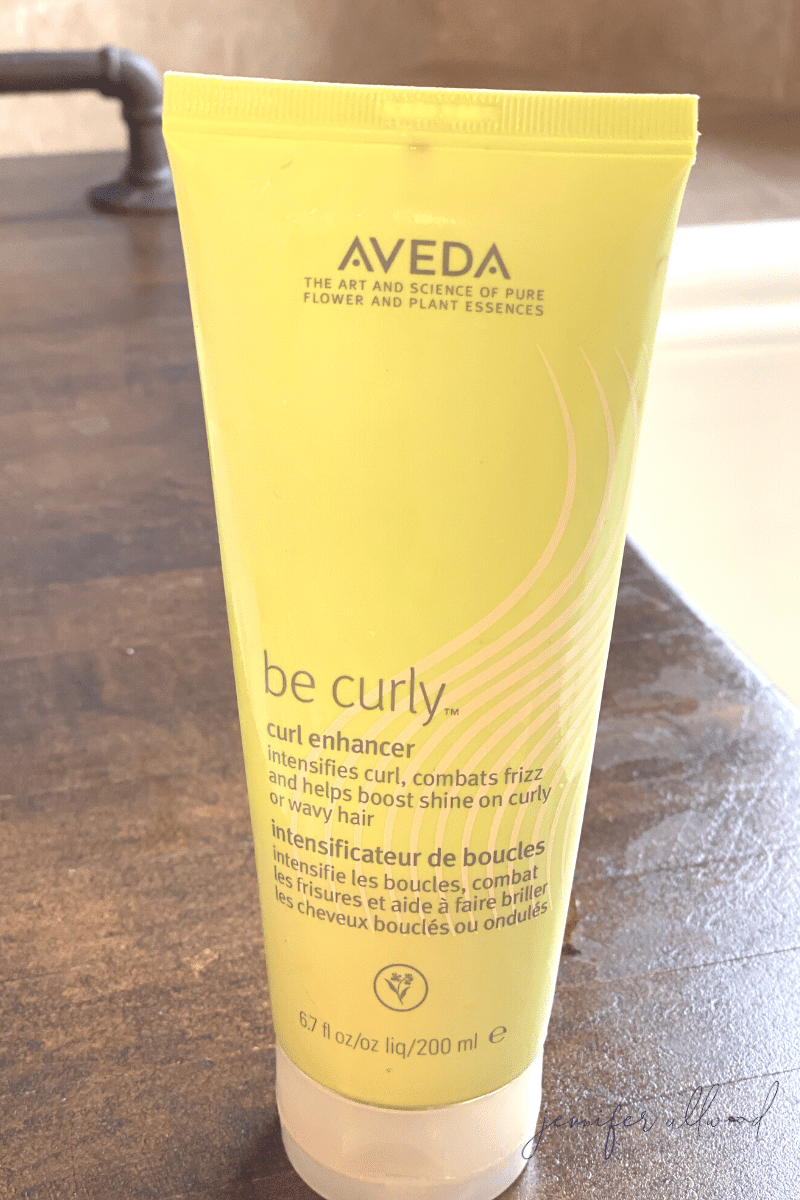 AVEDA
THE ART AND SCIENCE OF PURE
FLOWER AND PLANT ESSENCES
be curly™
curl enhancer
intensifies curl, combats frizz
and helps boost shine on curly
or wavy hair
intensificateur de boucles
intensifie les boucles, combat
les frisures et aide à faire briller
les cheveux bouclés ou ondulés
6.7 fl oz/oz liq/200 ml ℮
jennifer allwood